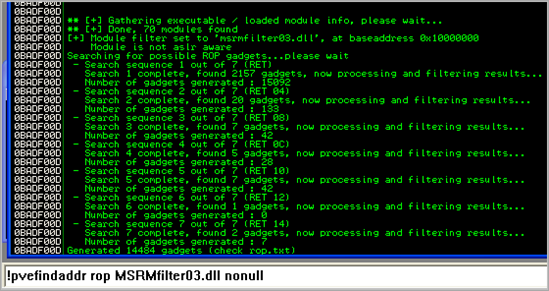 0BADF00D
0BADF00D ** [+] Gathering executable / loaded module info, please wait...
0BADF00D ** [+] Done, 70 modules found
0BADF00D [+] Module filter set to 'msrmfilter03.dll', at baseaddress 0x10000000
0BADF00D Module is not aslr aware
0BADF00D Searching for possible ROP gadgets...please wait
0BADF00D - Search sequence 1 out of 7 (RET)
0BADF00D Search 1 complete, found 2157 gadgets, now processing and filtering results...
0BADF00D Number of gadgets generated : 15092
0BADF00D - Search sequence 2 out of 7 (RET 04)
0BADF00D Search 2 complete, found 20 gadgets, now processing and filtering results...
0BADF00D Number of gadgets generated : 133
0BADF00D - Search sequence 3 out of 7 (RET 08)
0BADF00D Search 3 complete, found 7 gadgets, now processing and filtering results...
0BADF00D Number of gadgets generated : 42
0BADF00D - Search sequence 4 out of 7 (RET 0C)
0BADF00D Search 4 complete, found 5 gadgets, now processing and filtering results...
0BADF00D Number of gadgets generated : 28
0BADF00D - Search sequence 5 out of 7 (RET 10)
0BADF00D Search 5 complete, found 7 gadgets, now processing and filtering results...
0BADF00D Number of gadgets generated : 42
0BADF00D - Search sequence 6 out of 7 (RET 12)
0BADF00D Search 6 complete, found 1 gadgets, now processing and filtering results...
0BADF00D Number of gadgets generated : 0
0BADF00D - Search sequence 7 out of 7 (RET 14)
0BADF00D Search 7 complete, found 2 gadgets, now processing and filtering results...
0BADF00D Number of gadgets generated : 7
0BADF00D Generated 14484 gadgets (check rop.txt)
!pvefindaddr rop MSRMfilter03.dll nonull